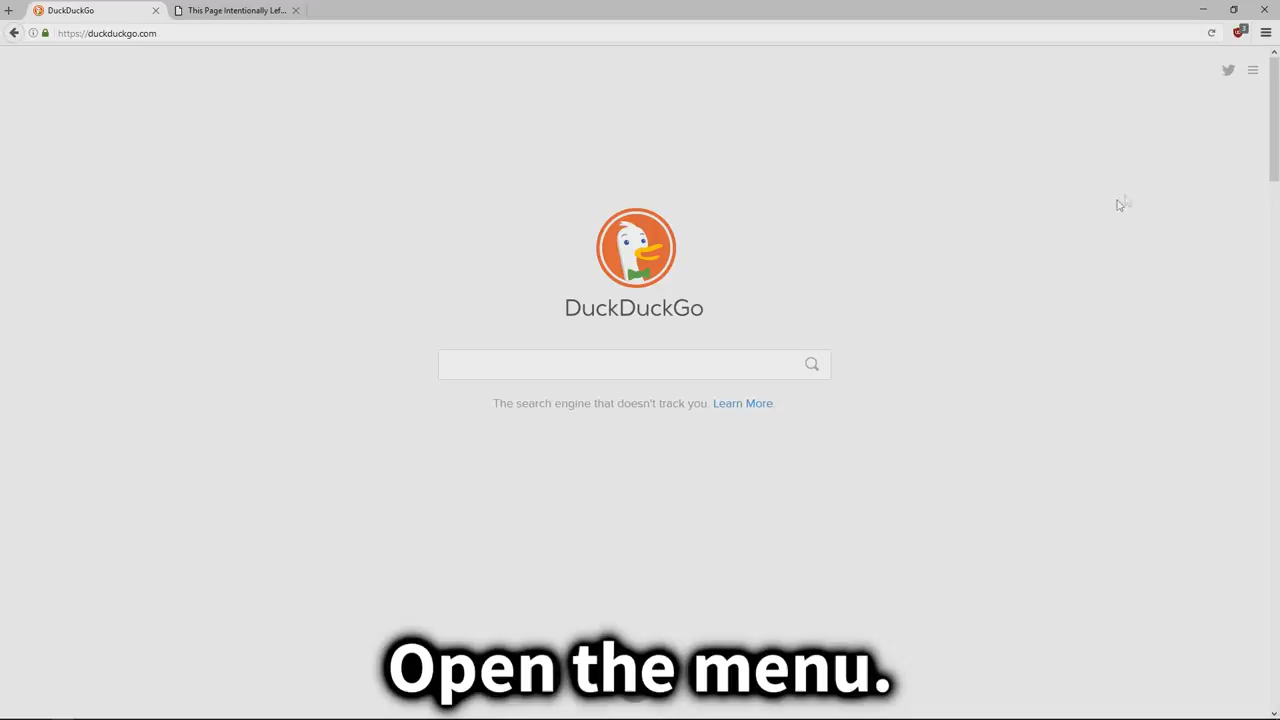 DuckDuckGo
This Page Intentionally Lef...
https://duckduckgo.com
DuckDuckGo
The search engine that doesn't track you. Learn More.
Open the menu.